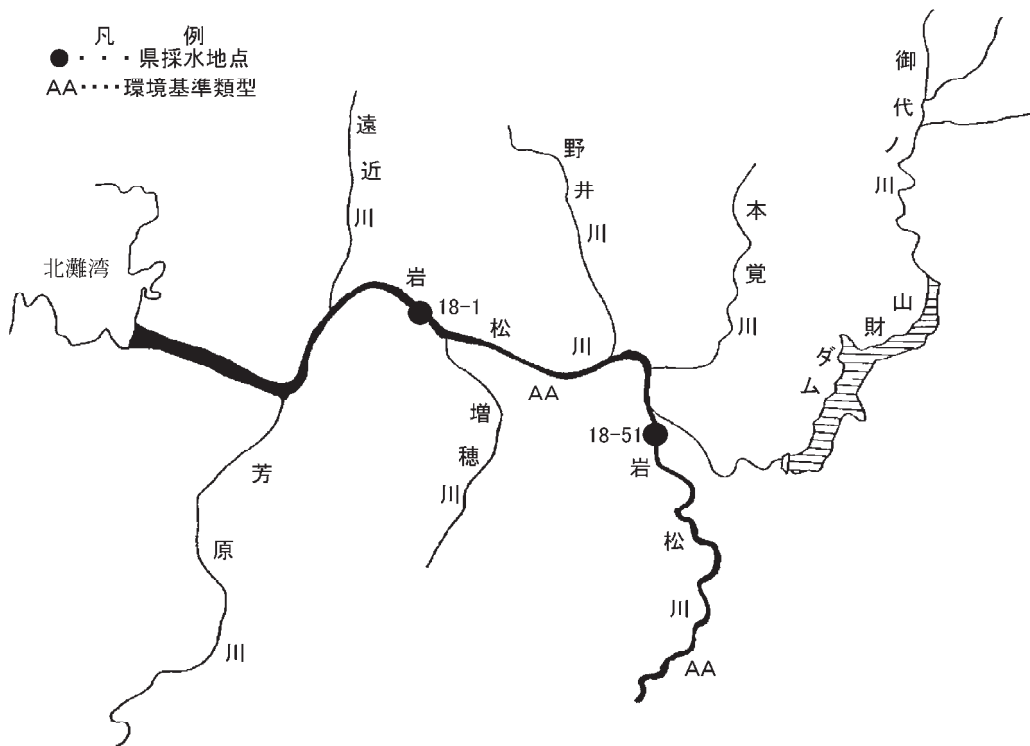 凡例
●・・・県採水地点
AA・・・・環境基準類型
御代ノ川
遠近川
野井川
本覚川
北灘湾
岩松川
18-1
山財ダム
AA
増穂川
18-51
芳原川
岩松川
AA